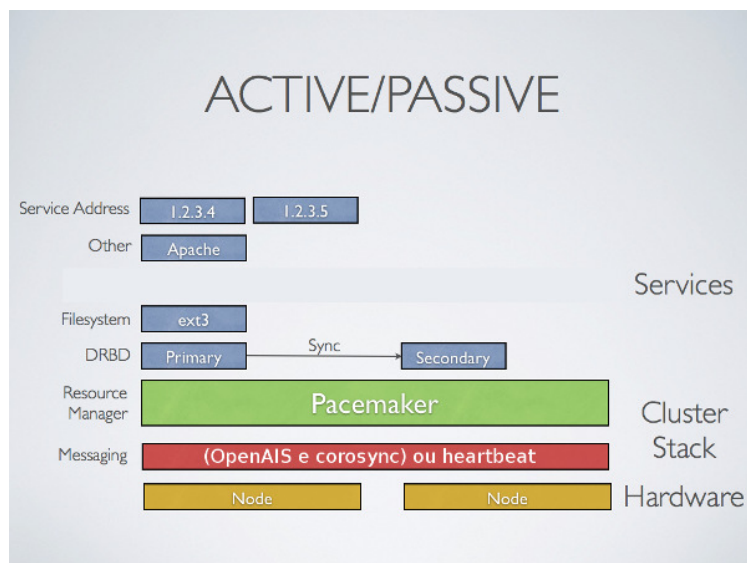 ACTIVE/PASSIVE
Service Address 1.2.3.4 1.2.3.5
Other Apache
Services
Filesystem ext3
DRBD Primary Sync Secondary
Resource
Manager
Pacemaker
Cluster
Stack
Messaging (OpenAIS e corosync) ou heartbeat
Node Node Hardware